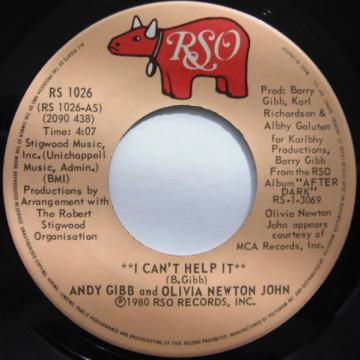 RSO
RS 1026
(RS 1026-AS)
(2090 438)
Time: 4:07
Stigwood Music,
Inc. (Unichappell
Music, Admin.)
(BMI)
Productions by
Arrangement with
The Robert
Stigwood
Organisation
Prod: Barry
Gibb, Karl
Richardson &
Albhy Galuten
for Karlbhy
Productions,
Barry Gibb
From the RSO
Album "AFTER
DARK"
RS-1-3069
Olivia Newton
John appears
courtesy of
MCA Records, Inc.
**I CAN'T HELP IT**
(B.Gibb)
ANDY GIBB and OLIVIA NEWTON JOHN
Ⓟ1980 RSO RECORDS, INC.